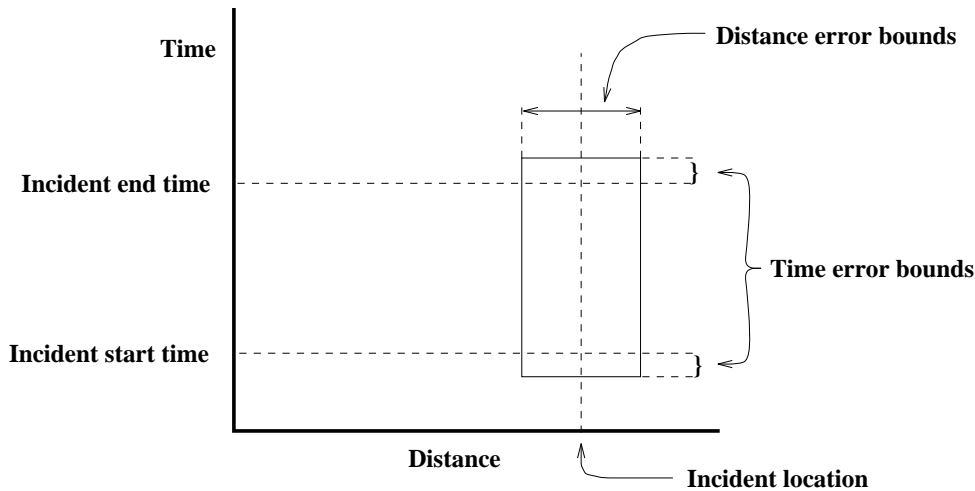 Time
Distance error bounds
Incident end time
Time error bounds
Incident start time
Distance
Incident location